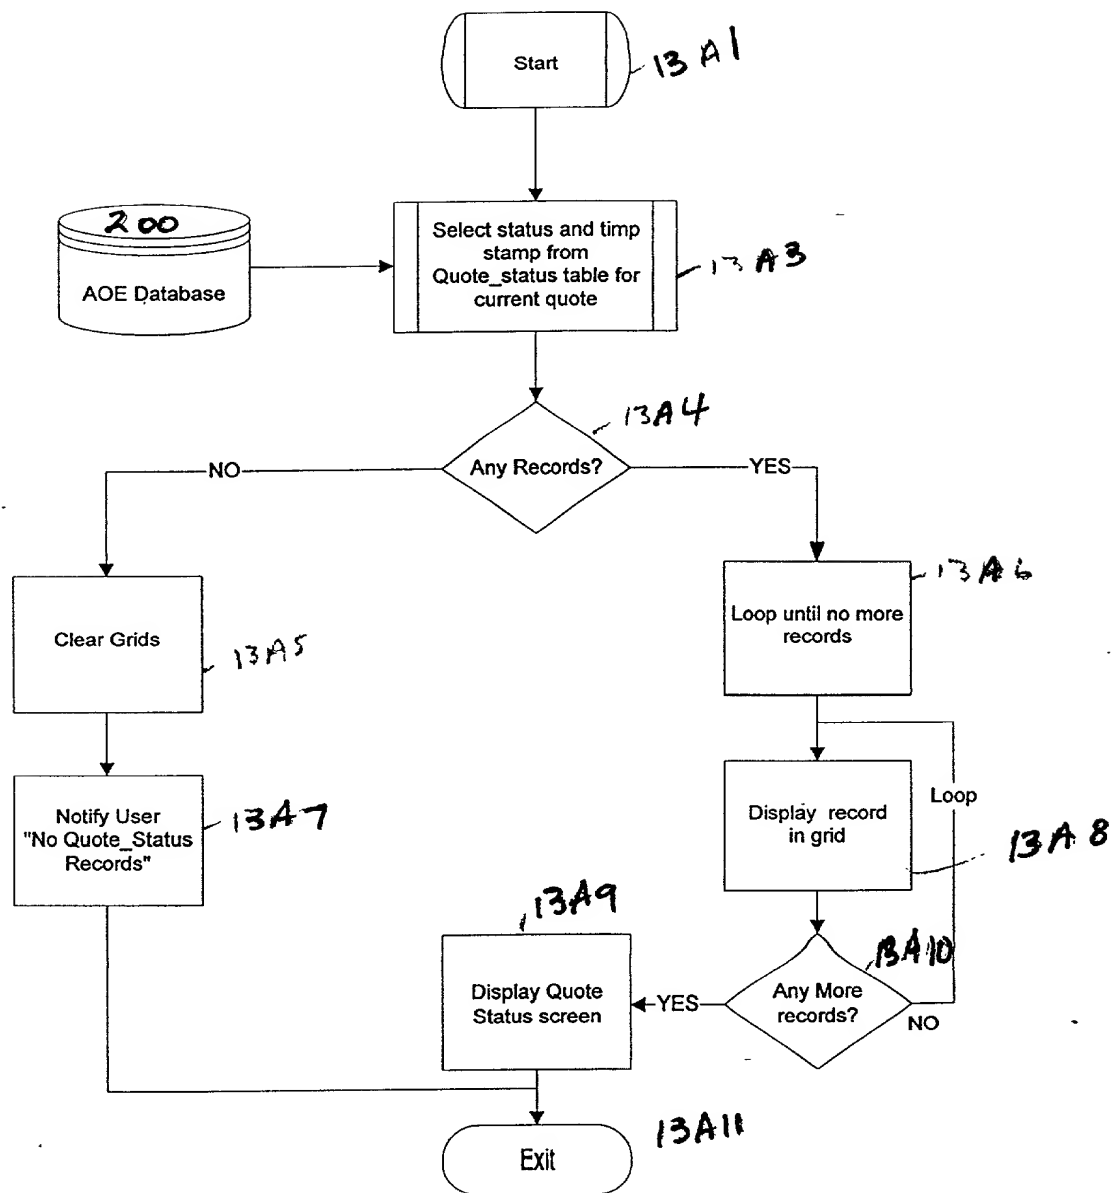 Start
13A1
200
AOE Database
Select status and timp
stamp from
Quote_status table for
current quote
13A3
13A4
Any Records?
NO
YES
Clear Grids
13A5
Loop until no more
records
13A6
Notify User
"No Quote_Status
Records"
13A7
Display record
in grid
Loop
13A8
13A9
Display Quote
Status screen
13A10
Any More
records?
YES
NO
Exit
13A11